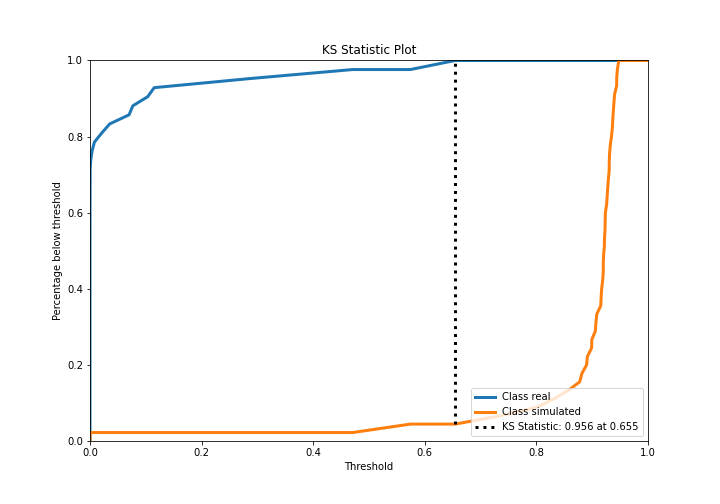 KS Statistic Plot
1.0
0.8
0.6
0.4
0.2
0.0
Percentage below threshold
0.0 0.2 0.4 0.6 0.8 1.0
Threshold
Class real
Class simulated
KS Statistic: 0.956 at 0.655